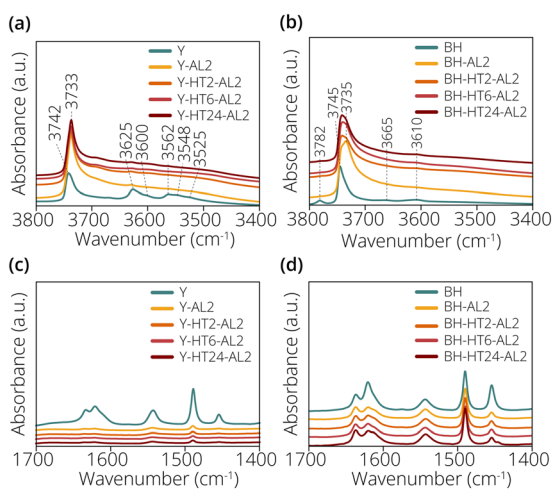 (a)
Absorbance (a.u.)
Y
Y-AL2
Y-HT2-AL2
Y-HT6-AL2
Y-HT24-AL2
3742
3733
3625
3600
3562
3548
3525
3800
3700
3600
3500
3400
Wavenumber (cm-1)
(b)
Absorbance (a.u.)
BH
BH-AL2
BH-HT2-AL2
BH-HT6-AL2
BH-HT24-AL2
3782
3745
3735
3665
3610
3800
3700
3600
3500
3400
Wavenumber (cm-1)
(c)
Absorbance (a.u.)
Y
Y-AL2
Y-HT2-AL2
Y-HT6-AL2
Y-HT24-AL2
1700
1600
1500
1400
Wavenumber (cm-1)
(d)
Absorbance (a.u.)
BH
BH-AL2
BH-HT2-AL2
BH-HT6-AL2
BH-HT24-AL2
1700
1600
1500
1400
Wavenumber (cm-1)